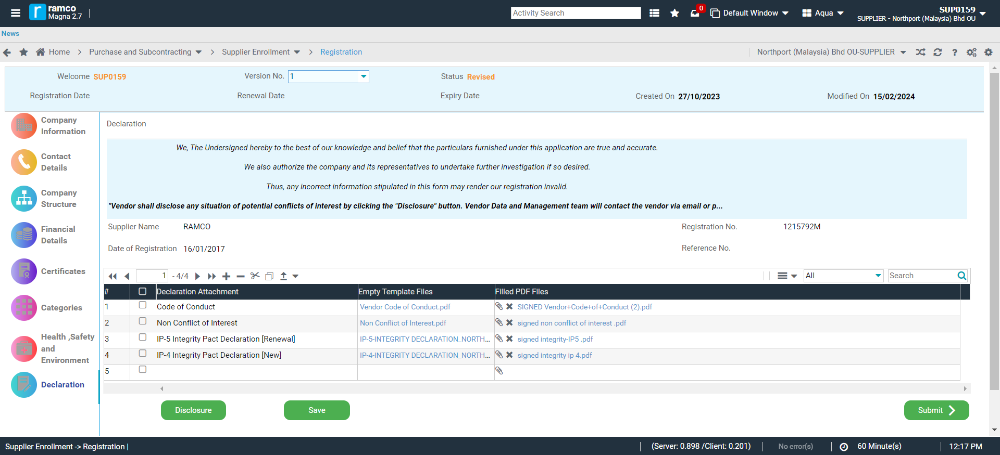 ramco
Magna 2.7
Activity Search
0
Default Window
Aqua
SUP0159
SUPPLIER - Northport (Malaysia) Bhd OU
News
Home > Purchase and Subcontracting > Supplier Enrollment > Registration
Northport (Malaysia) Bhd OU-SUPPLIER
Welcome SUP0159
Version No. 1
Status Revised
Registration Date
Renewal Date
Expiry Date
Created On 27/10/2023
Modified On 15/02/2024
Company Information
Contact Details
Company Structure
Financial Details
Certificates
Categories
Health ,Safety and Environment
Declaration
Declaration
We, The Undersigned hereby to the best of our knowledge and belief that the particulars furnished under this application are true and accurate.
We also authorize the company and its representatives to undertake further investigation if so desired.
Thus, any incorrect information stipulated in this form may render our registration invalid.
"Vendor shall disclose any situation of potential conflicts of interest by clicking the "Disclosure" button. Vendor Data and Management team will contact the vendor via email or p...
Supplier Name RAMCO
Registration No. 1215792M
Date of Registration 16/01/2017
Reference No.
1 - 4/4
All
Search
# Declaration Attachment Empty Template Files Filled PDF Files
1 Code of Conduct Vendor Code of Conduct.pdf SIGNED Vendor+Code+of+Conduct (2).pdf
2 Non Conflict of Interest Non Conflict of Interest.pdf signed non conflict of interest .pdf
3 IP-5 Integrity Pact Declaration [Renewal] IP-5-INTEGRITY DECLARATION_NORTH... signed integrity-IP5 .pdf
4 IP-4 Integrity Pact Declaration [New] IP-4-INTEGRITY DECLARATION_NORTH... signed integrity ip 4.pdf
5
Disclosure
Save
Submit
Supplier Enrollment -> Registration |
(Server: 0.898 /Client: 0.201)
No error(s)
60 Minute(s)
12:17 PM